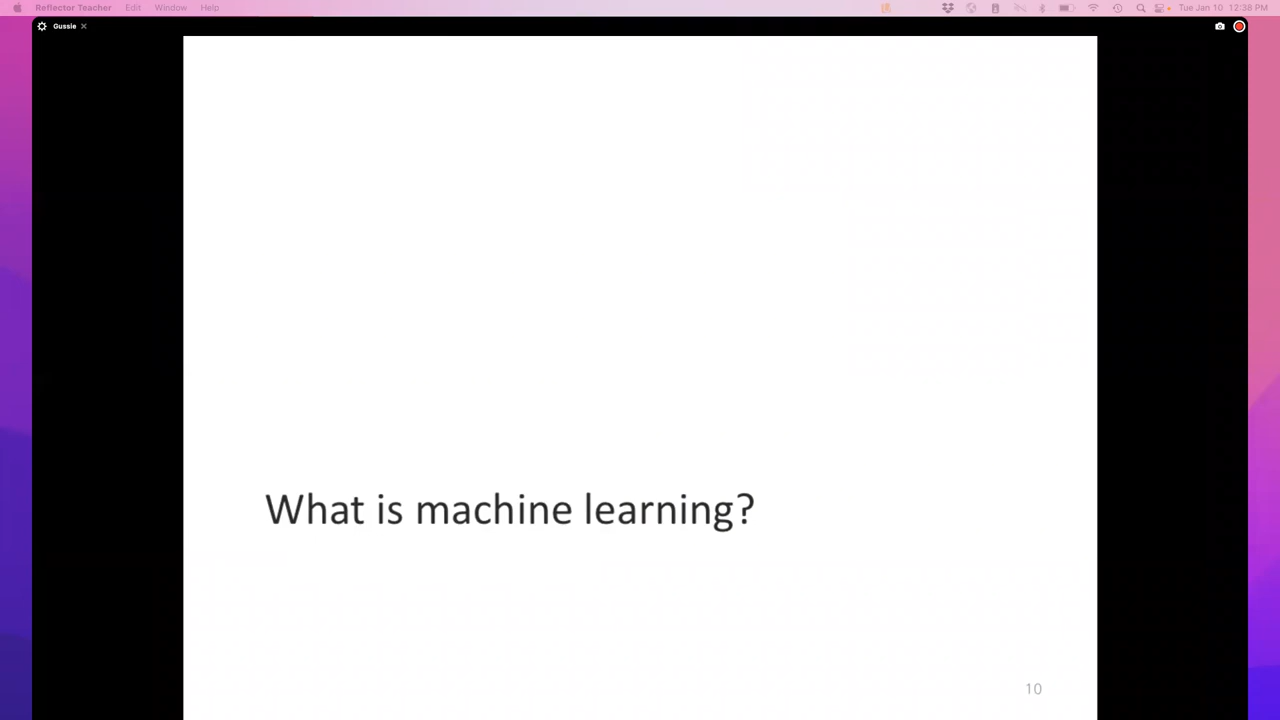 Reflector Teacher Edit Window Help Tue Jan 10 12:38 PM
Gussie
What is machine learning?
10